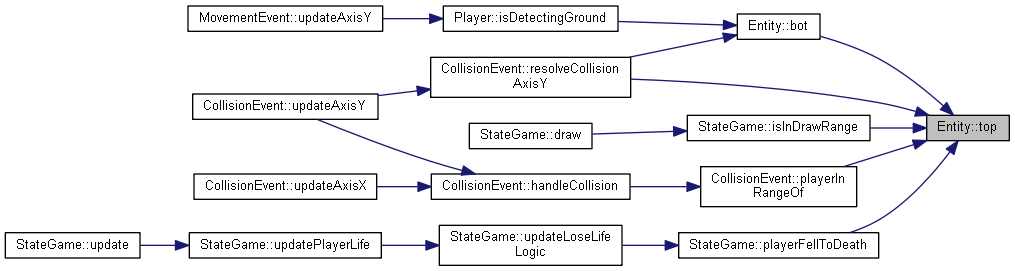 MovementEvent::updateAxisY
Player::isDetectingGround
Entity::bot
CollisionEvent::resolveCollision
AxisY
CollisionEvent::updateAxisY
StateGame::draw
StateGame::isInDrawRange
Entity::top
CollisionEvent::updateAxisX
CollisionEvent::handleCollision
CollisionEvent::playerIn
RangeOf
StateGame::update
StateGame::updatePlayerLife
StateGame::updateLoseLife
Logic
StateGame::playerFellToDeath